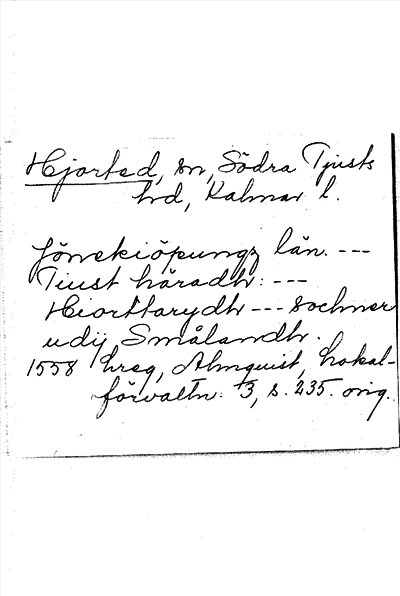 Hjorted, sn, Södra Tjusts
hd, Kalmar l.
Jönekiöpungz län. ---
Tiust häradh: ---
Hiorttarydh --- sochner
udij Smålandh.
1558 hreg, Almquist, Lokal-
förvaltn. 3, s. 235. orig.